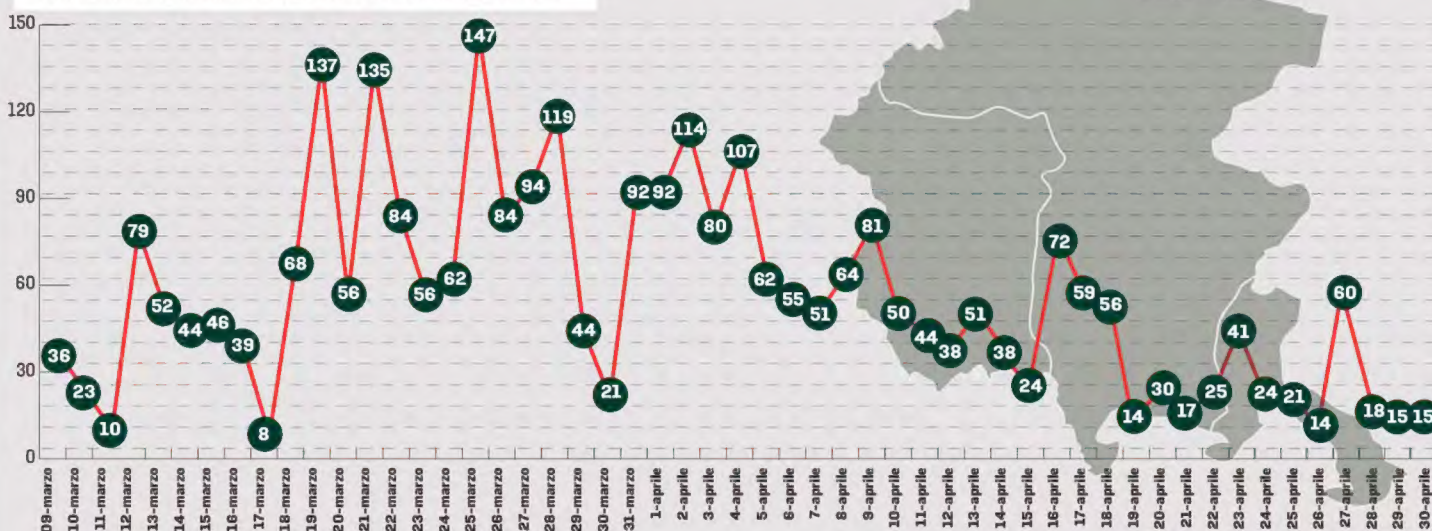 150
120
90
60
30
0
36
23
10
79
52
44
46
39
8
68
137
56
135
84
56
62
147
84
94
119
44
21
92
92
114
80
107
62
55
51
64
81
50
44
38
51
38
24
72
59
56
14
30
17
25
41
24
21
14
60
18
15
15
09-marzo
10-marzo
11-marzo
12-marzo
13-marzo
14-marzo
15-marzo
16-marzo
17-marzo
18-marzo
19-marzo
20-marzo
21-marzo
22-marzo
23-marzo
24-marzo
25-marzo
26-marzo
27-marzo
28-marzo
29-marzo
30-marzo
31-marzo
1-aprile
2-aprile
3-aprile
4-aprile
5-aprile
6-aprile
7-aprile
8-aprile
9-aprile
10-aprile
11-aprile
12-aprile
13-aprile
14-aprile
15-aprile
16-aprile
17-aprile
18-aprile
19-aprile
20-aprile
21-aprile
22-aprile
23-aprile
24-aprile
25-aprile
26-aprile
27-aprile
28-aprile
29-aprile
30-aprile